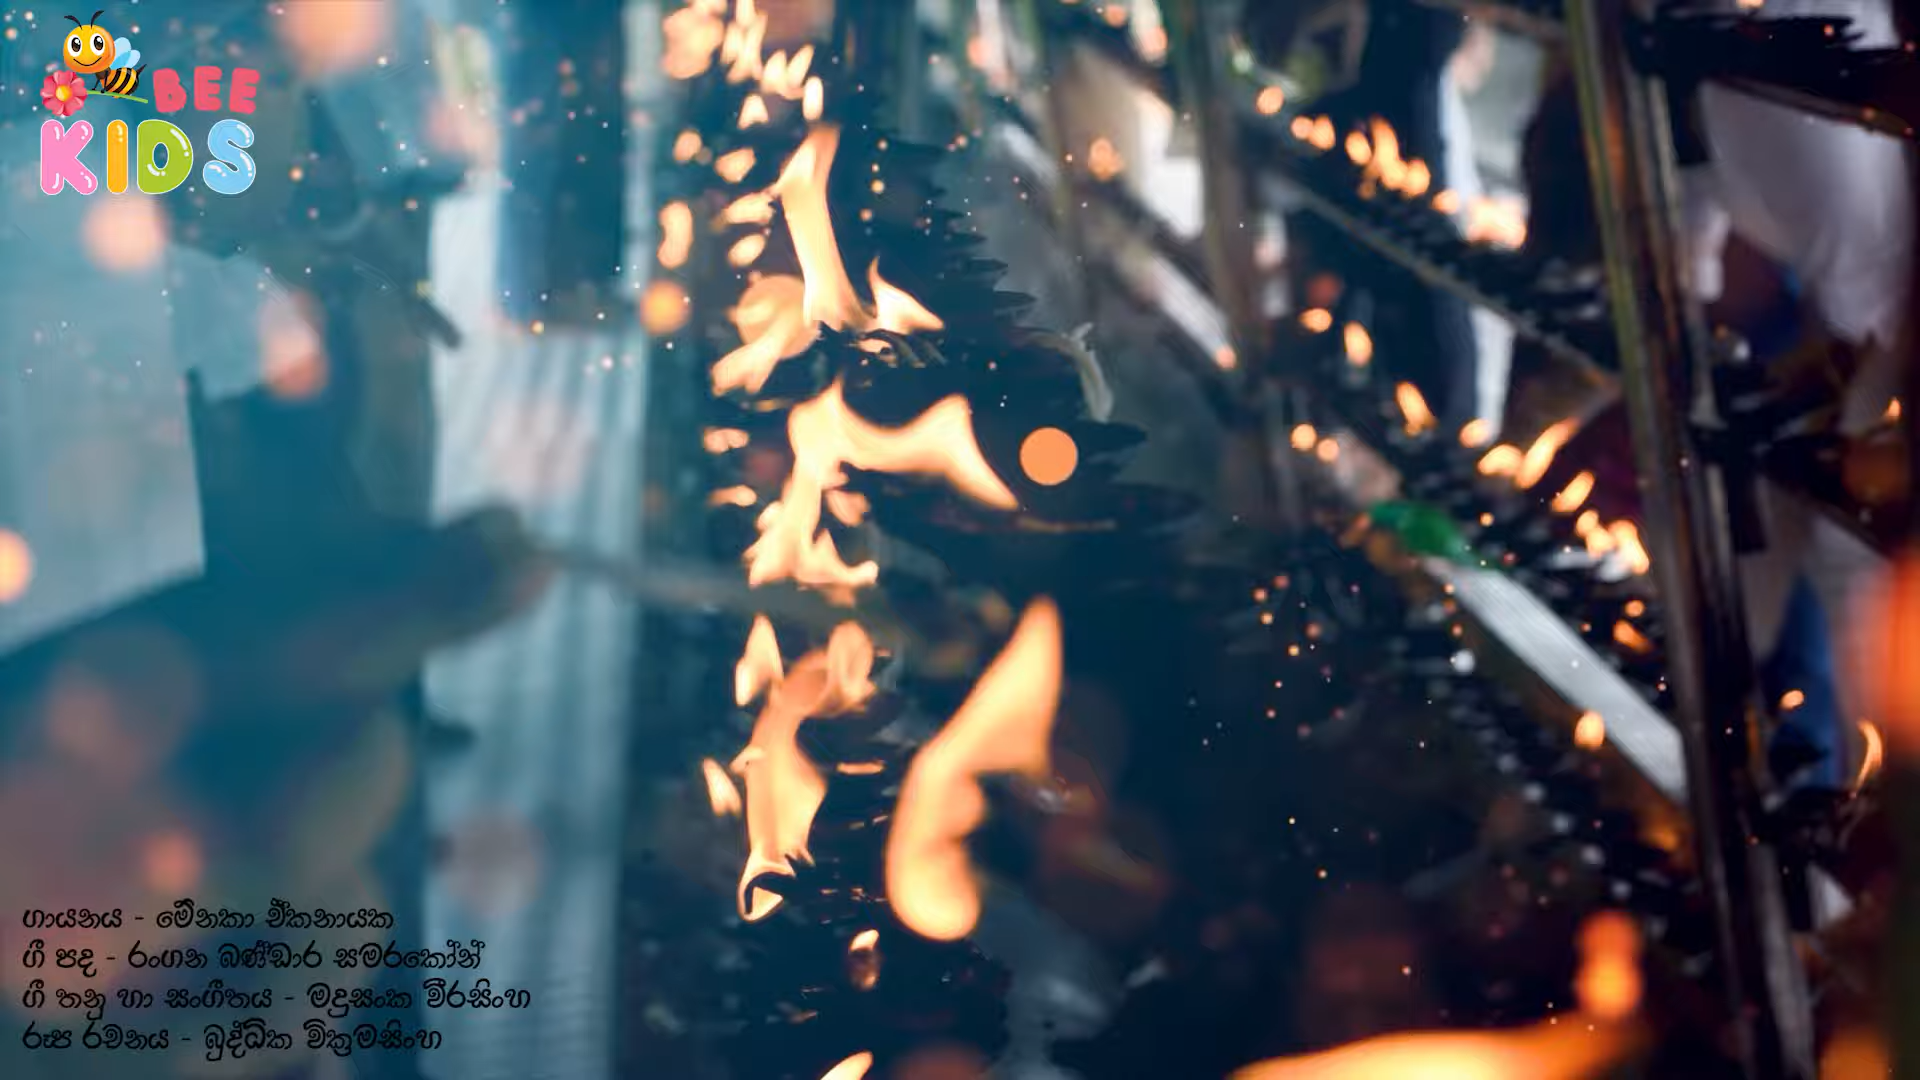 BEE
KIDS
ගායනය - මේනකා ඒකනායක
ගී පද - රංගන බණ්ඩාර සමරකෝන්
ගී තනු හා සංගීතය - මදුසංක වීරසිංහ
රූප රචනය - බුද්ධික වික්‍රමසිංහ